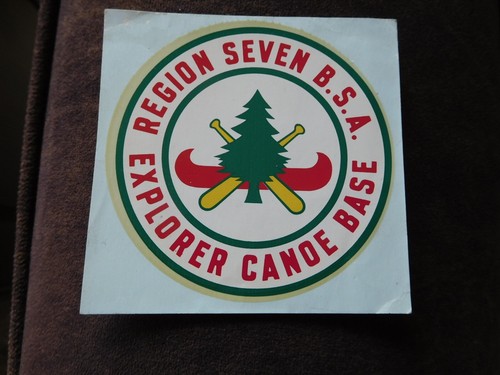 REGION SEVEN B.S.A.
EXPLORER CANOE BASE